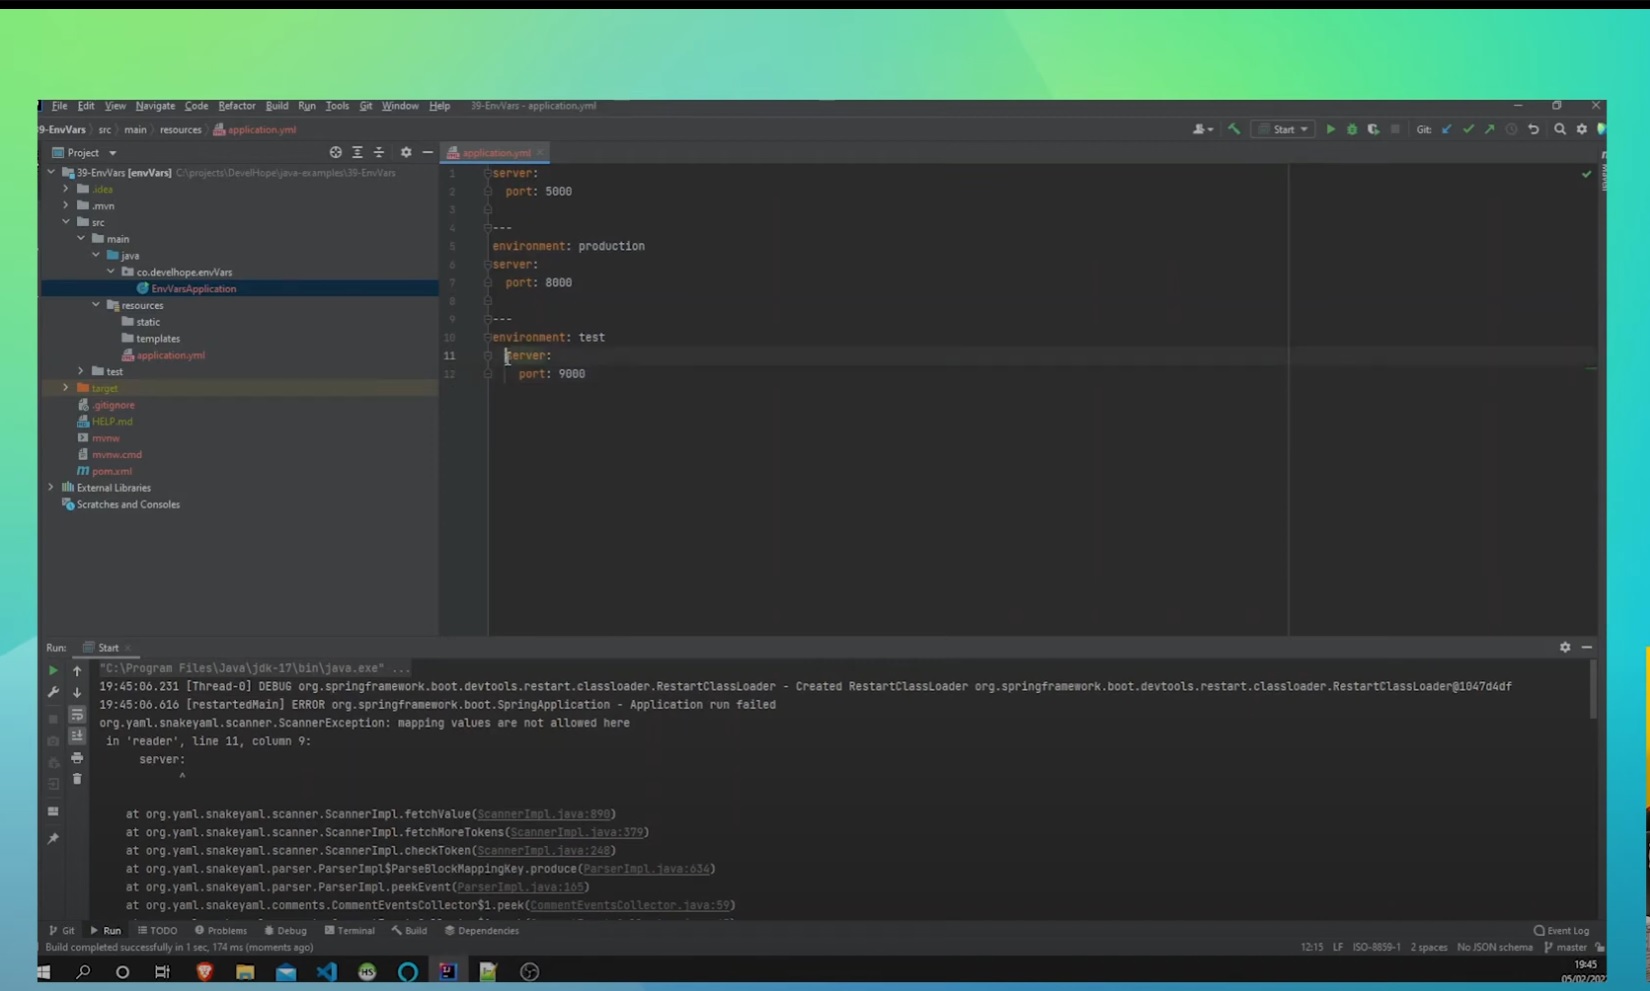 File Edit View Navigate Code Refactor Build Run Tools Git Window Help 39-EnvVars - application.yml
39-EnvVars src main resources application.yml
Start Git:
Project
application.yml
39-EnvVars [envVars] C:\projects\DevelHope\java-examples\39-EnvVars
.idea
.mvn
src
main
java
co.develhope.envVars
EnvVarsApplication
resources
static
templates
application.yml
test
target
.gitignore
HELP.md
mvnw
mvnw.cmd
pom.xml
External Libraries
Scratches and Consoles
1 server:
2 port: 5000
3
4 ---
5 environment: production
6 server:
7 port: 8000
8
9 ---
10 environment: test
11 server:
12 port: 9000
Maven
Run: Start
"C:\Program Files\Java\jdk-17\bin\java.exe" ...
19:45:06.231 [Thread-0] DEBUG org.springframework.boot.devtools.restart.classloader.RestartClassLoader - Created RestartClassLoader org.springframework.boot.devtools.restart.classloader.RestartClassLoader@1047d4df
19:45:06.616 [restartedMain] ERROR org.springframework.boot.SpringApplication - Application run failed
org.yaml.snakeyaml.scanner.ScannerException: mapping values are not allowed here
in 'reader', line 11, column 9:
server:
^
at org.yaml.snakeyaml.scanner.ScannerImpl.fetchValue(ScannerImpl.java:890)
at org.yaml.snakeyaml.scanner.ScannerImpl.fetchMoreTokens(ScannerImpl.java:379)
at org.yaml.snakeyaml.scanner.ScannerImpl.checkToken(ScannerImpl.java:248)
at org.yaml.snakeyaml.parser.ParserImpl$ParseBlockMappingKey.produce(ParserImpl.java:634)
at org.yaml.snakeyaml.parser.ParserImpl.peekEvent(ParserImpl.java:165)
at org.yaml.snakeyaml.comments.CommentEventsCollector$1.peek(CommentEventsCollector.java:59)
Git Run TODO Problems Debug Terminal Build Dependencies Event Log
Build completed successfully in 1 sec, 174 ms (moments ago) 12:15 LF ISO-8859-1 2 spaces No JSON schema master
19:45